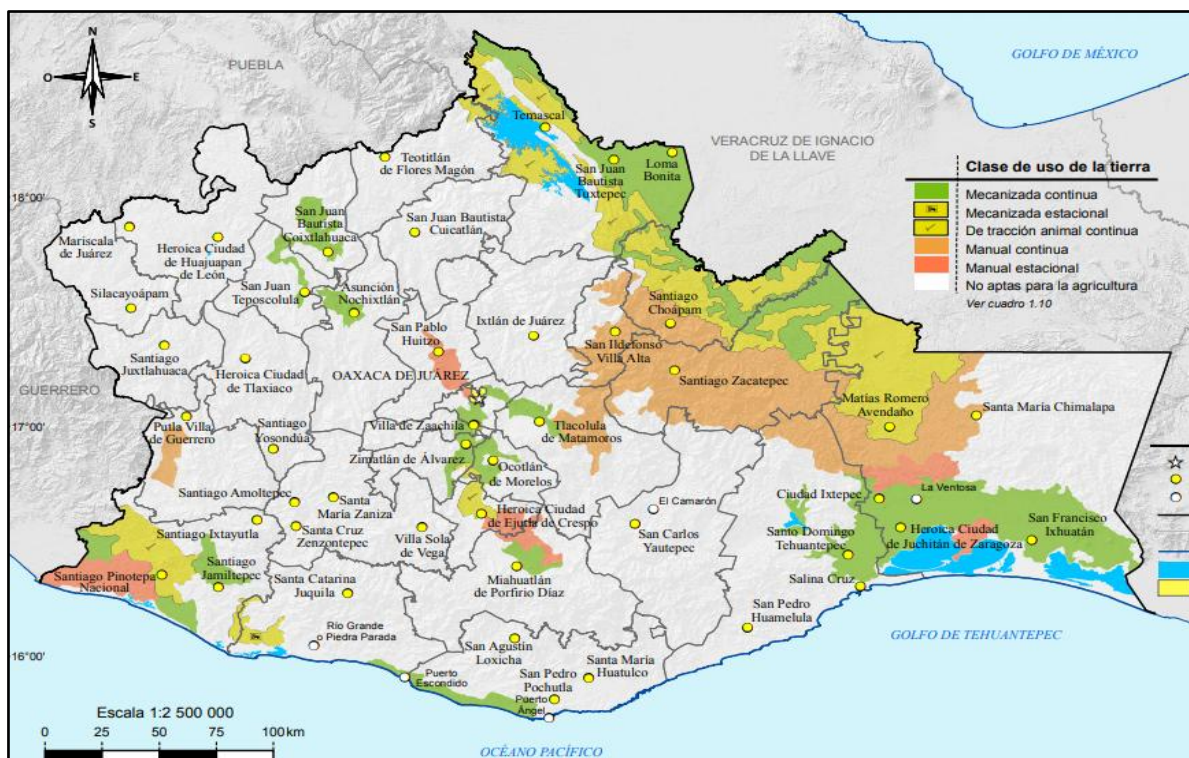 N
O
E
S
PUEBLA
GOLFO DE MÉXICO
VERACRUZ DE IGNACIO
DE LA LLAVE
Temascal
Teotitlán
de Flores Magón
San Juan
Bautista
Tuxtepec
Loma
Bonita
Clase de uso de la tierra
Mecanizada continua
Mecanizada estacional
De tracción animal continua
Manual continua
Manual estacional
No aptas para la agricultura
Ver cuadro 1.10
18°00'
San Juan
Bautista
Coixtlahuaca
San Juan Bautista
Cuicatlán
Mariscala
de Juárez
Heroica Ciudad
de Huajuapan
de León
Silacayoápam
San Juan
Teposcolula
Asunción
Nochixtlán
Santiago
Choápam
Ixtlán de Juárez
San Pablo
Huitzo
San Ildefonso
Villa Alta
Santiago
Juxtlahuaca
Heroica Ciudad
de Tlaxiaco
OAXACA DE JUÁREZ
Santiago Zacatepec
GUERRERO
Matías Romero
Avendaño
Santa María Chimalapa
17°00'
Putla Villa
de Guerrero
Santiago
Yosondúa
Villa de Zaachila
Tlacolula
de Matamoros
Zimatlán de Álvarez
Ocotlán
de Morelos
Santiago Amoltepec
Santa
María Zaniza
Heroica Ciudad
de Ejutla de Crespo
El Camarón
Ciudad Ixtepec
La Ventosa
Santiago Ixtayutla
Santa Cruz
Zenzontepec
Villa Sola
de Vega
San Carlos
Yautepec
Santo Domingo
Tehuantepec
Heroica Ciudad
de Juchitán de Zaragoza
San Francisco
Ixhuatán
Santiago Pinotepa
Nacional
Santiago
Jamiltepec
Santa Catarina
Juquila
Miahuatlán
de Porfirio Díaz
Salina Cruz
Río Grande
o Piedra Parada
San Pedro
Huamelula
16°00'
San Agustín
Loxicha
Santa María
Huatulco
GOLFO DE TEHUANTEPEC
Puerto
Escondido
San Pedro
Pochutla
Puerto
Ángel
Escala 1:2 500 000
0 25 50 75 100 km
OCÉANO PACÍFICO